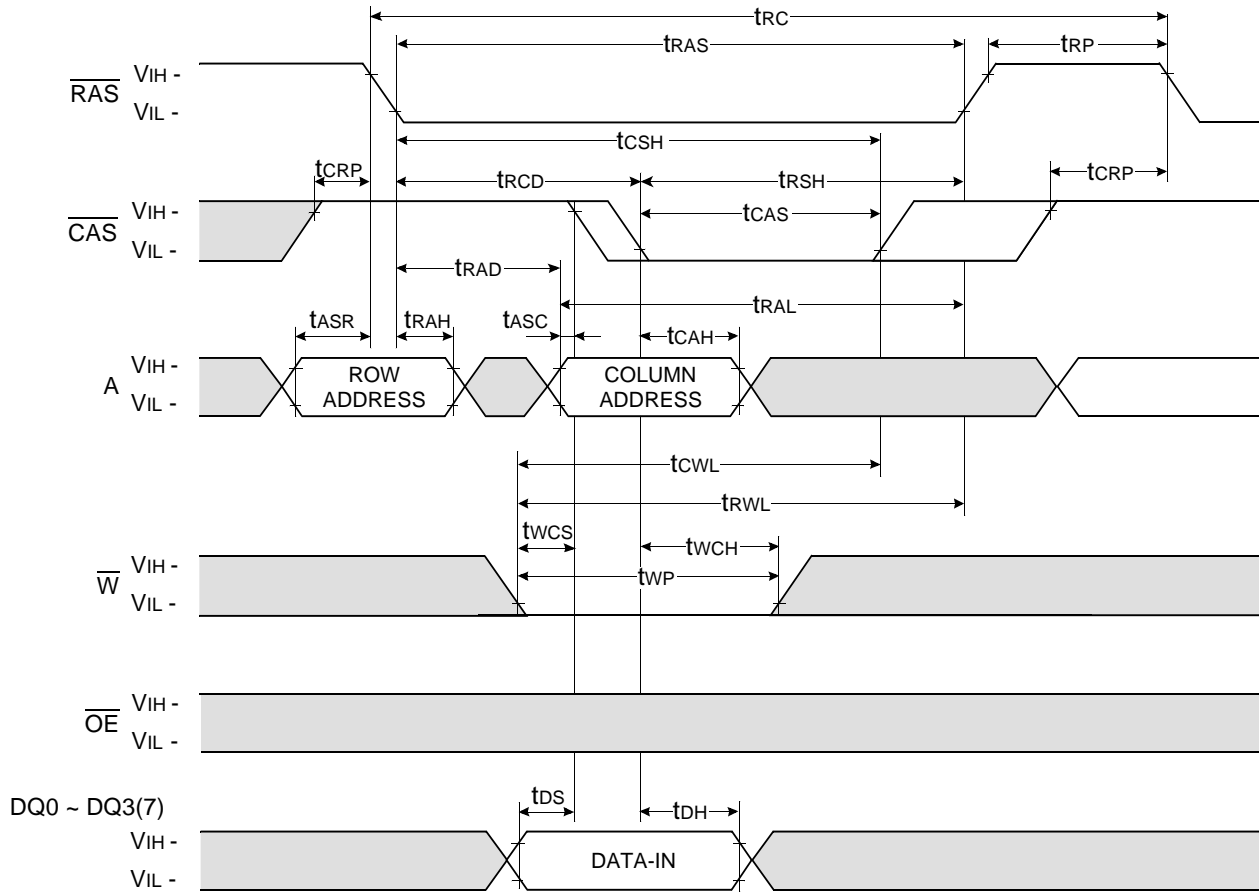 tRC
tRAS
tRP
RAS
VIH -
VIL -
tCSH
tCRP
tRCD
tRSH
tCRP
CAS
VIH -
VIL -
tCAS
tRAD
tRAL
tASR
tRAH
tASC
tCAH
A
VIH -
VIL -
ROW
ADDRESS
COLUMN
ADDRESS
tCWL
tRWL
tWCS
tWCH
W
VIH -
VIL -
tWP
OE
VIH -
VIL -
DQ0 ~ DQ3(7)
tDS
tDH
VIH -
VIL -
DATA-IN